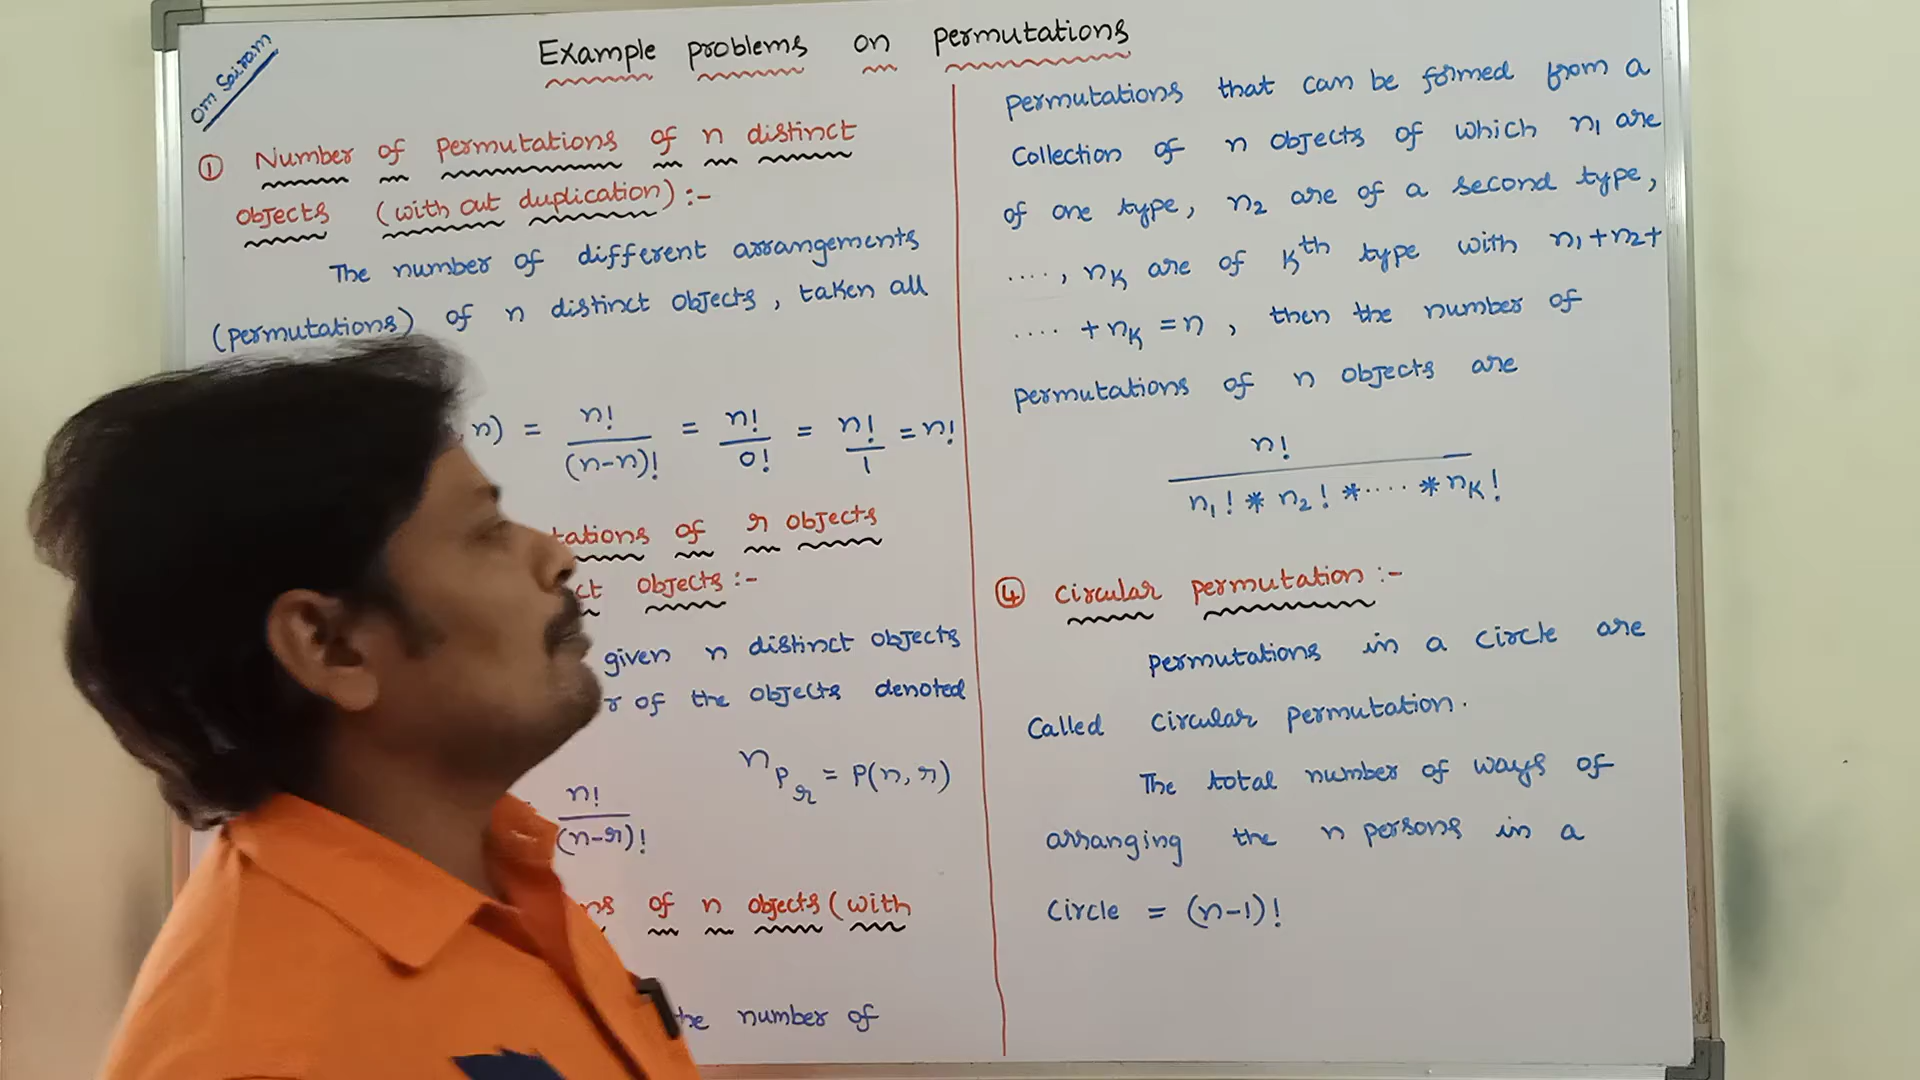 Om Sairam
Example problems on permutations
① Number of permutations of n distinct
objects (with out duplication) :-
The number of different arrangements
(permutations) of n distinct objects, taken all
, n) = n!/(n-n)! = n!/0! = n!/1 = n!
tations of r objects
ct objects :-
given n distinct objects
r of the objects denoted
nPr = P(n, r)
n!/(n-r)!
ns of n objects (with
the number of
permutations that can be formed from a
collection of n objects of which n1 are
of one type, n2 are of a second type,
...., nK are of Kth type with n1+n2+
.... + nK = n, then the number of
permutations of n objects are
n!/n1! * n2! * .... * nK!
④ Circular permutation :-
permutations in a circle are
called circular permutation.
The total number of ways of
arranging the n persons in a
circle = (n-1)!